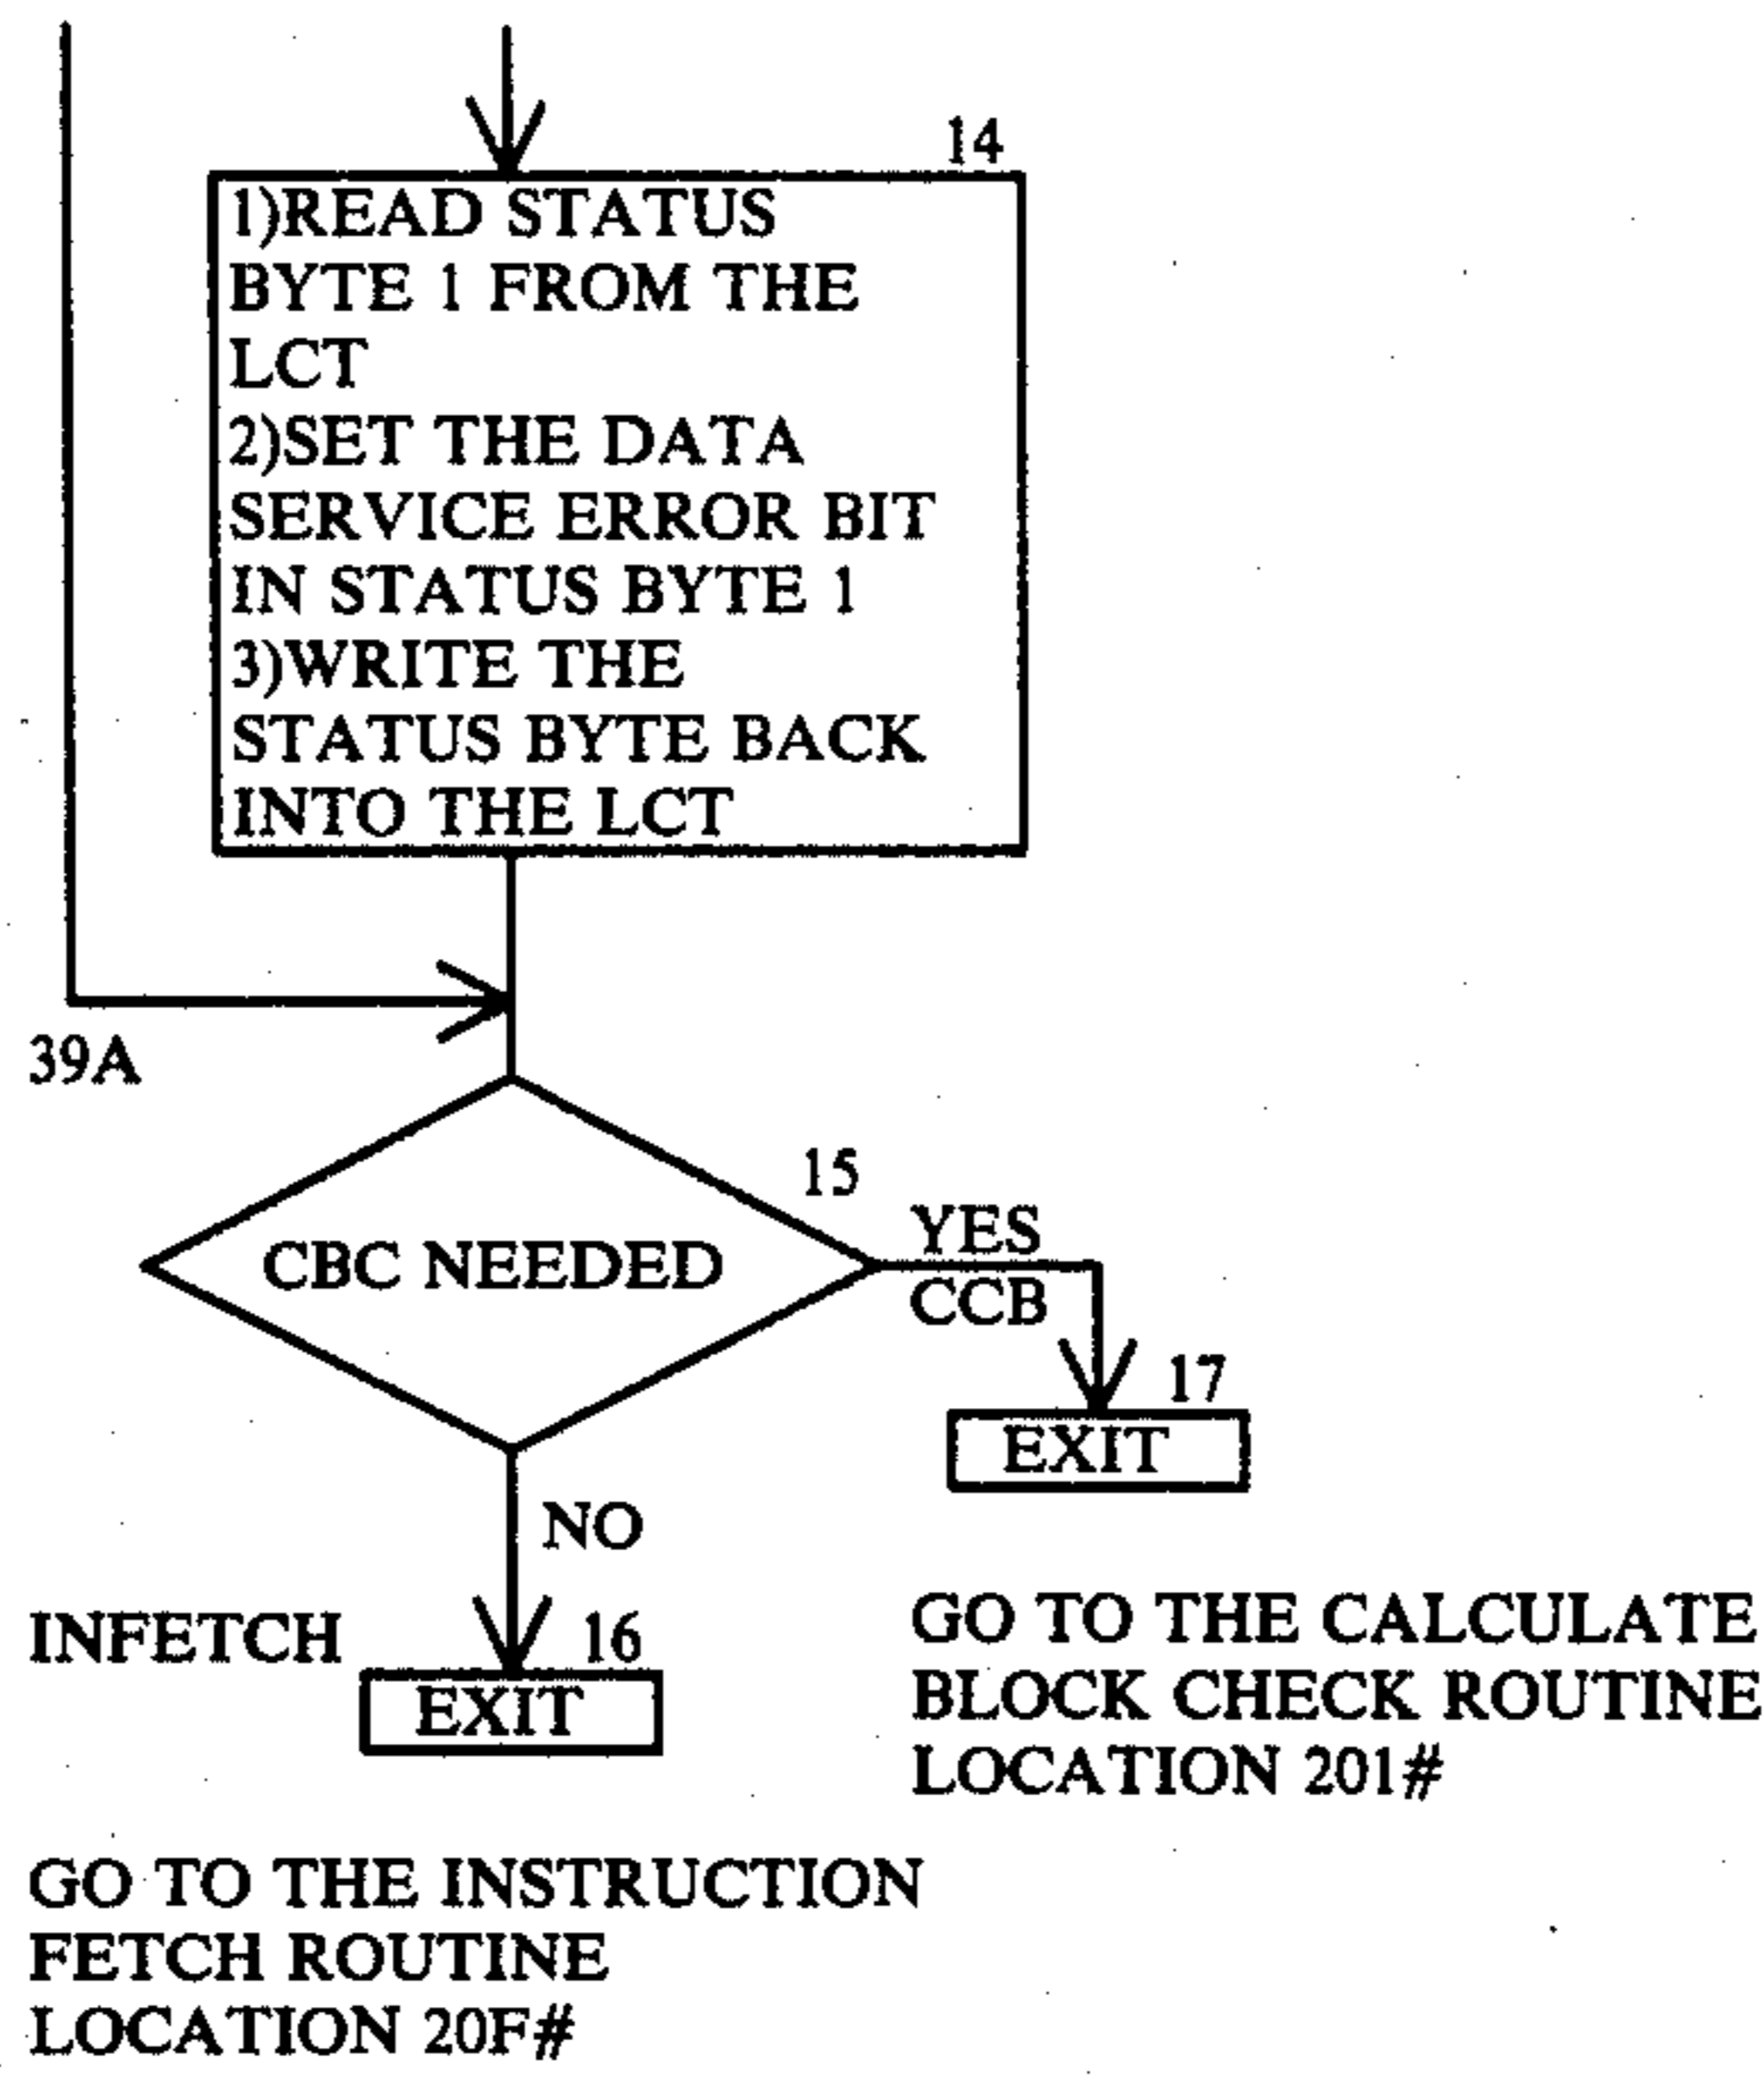 14
1)READ STATUS
BYTE 1 FROM THE
LCT
2)SET THE DATA
SERVICE ERROR BIT
IN STATUS BYTE 1
3)WRITE THE
STATUS BYTE BACK
INTO THE LCT
39A
15
CBC NEEDED
YES
CCB
17
EXIT
NO
INFETCH
16
EXIT
GO TO THE CALCULATE
BLOCK CHECK ROUTINE
LOCATION 201#
GO TO THE INSTRUCTION
FETCH ROUTINE
LOCATION 20F#